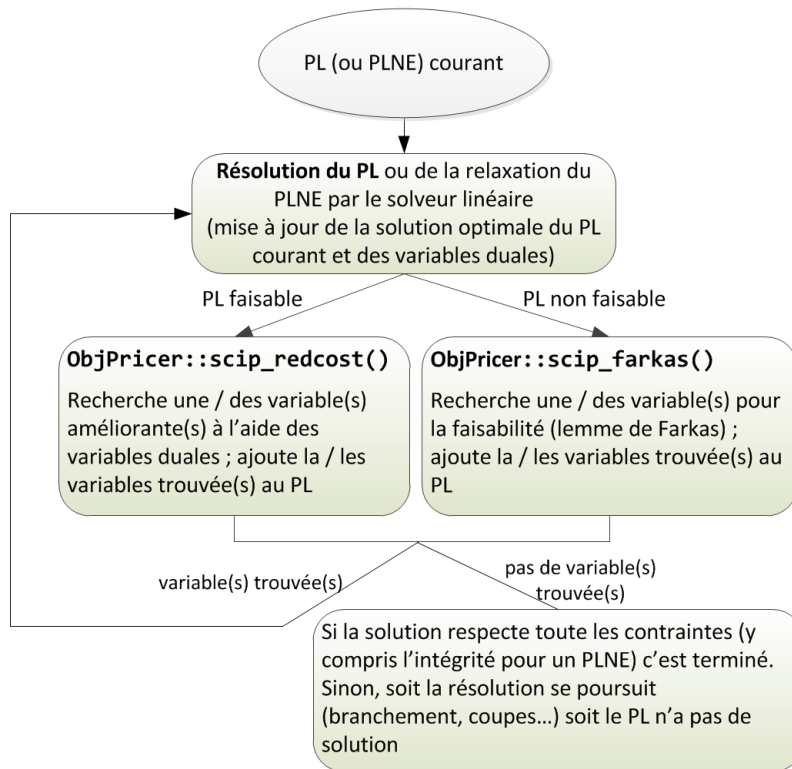 PL (ou PLNE) courant
Résolution du PL ou de la relaxation du
PLNE par le solveur linéaire
(mise à jour de la solution optimale du PL
courant et des variables duales)
PL faisable
PL non faisable
ObjPricer::scip_redcost()
Recherche une / des variable(s)
améliorante(s) à l'aide des
variables duales ; ajoute la / les
variables trouvée(s) au PL
ObjPricer::scip_farkas()
Recherche une / des variable(s) pour
la faisabilité (lemme de Farkas) ;
ajoute la / les variables trouvée(s) au
PL
variable(s) trouvée(s)
pas de variable(s)
trouvée(s)
Si la solution respecte toute les contraintes (y
compris l'intégrité pour un PLNE) c'est terminé.
Sinon, soit la résolution se poursuit
(branchement, coupes…) soit le PL n'a pas de
solution